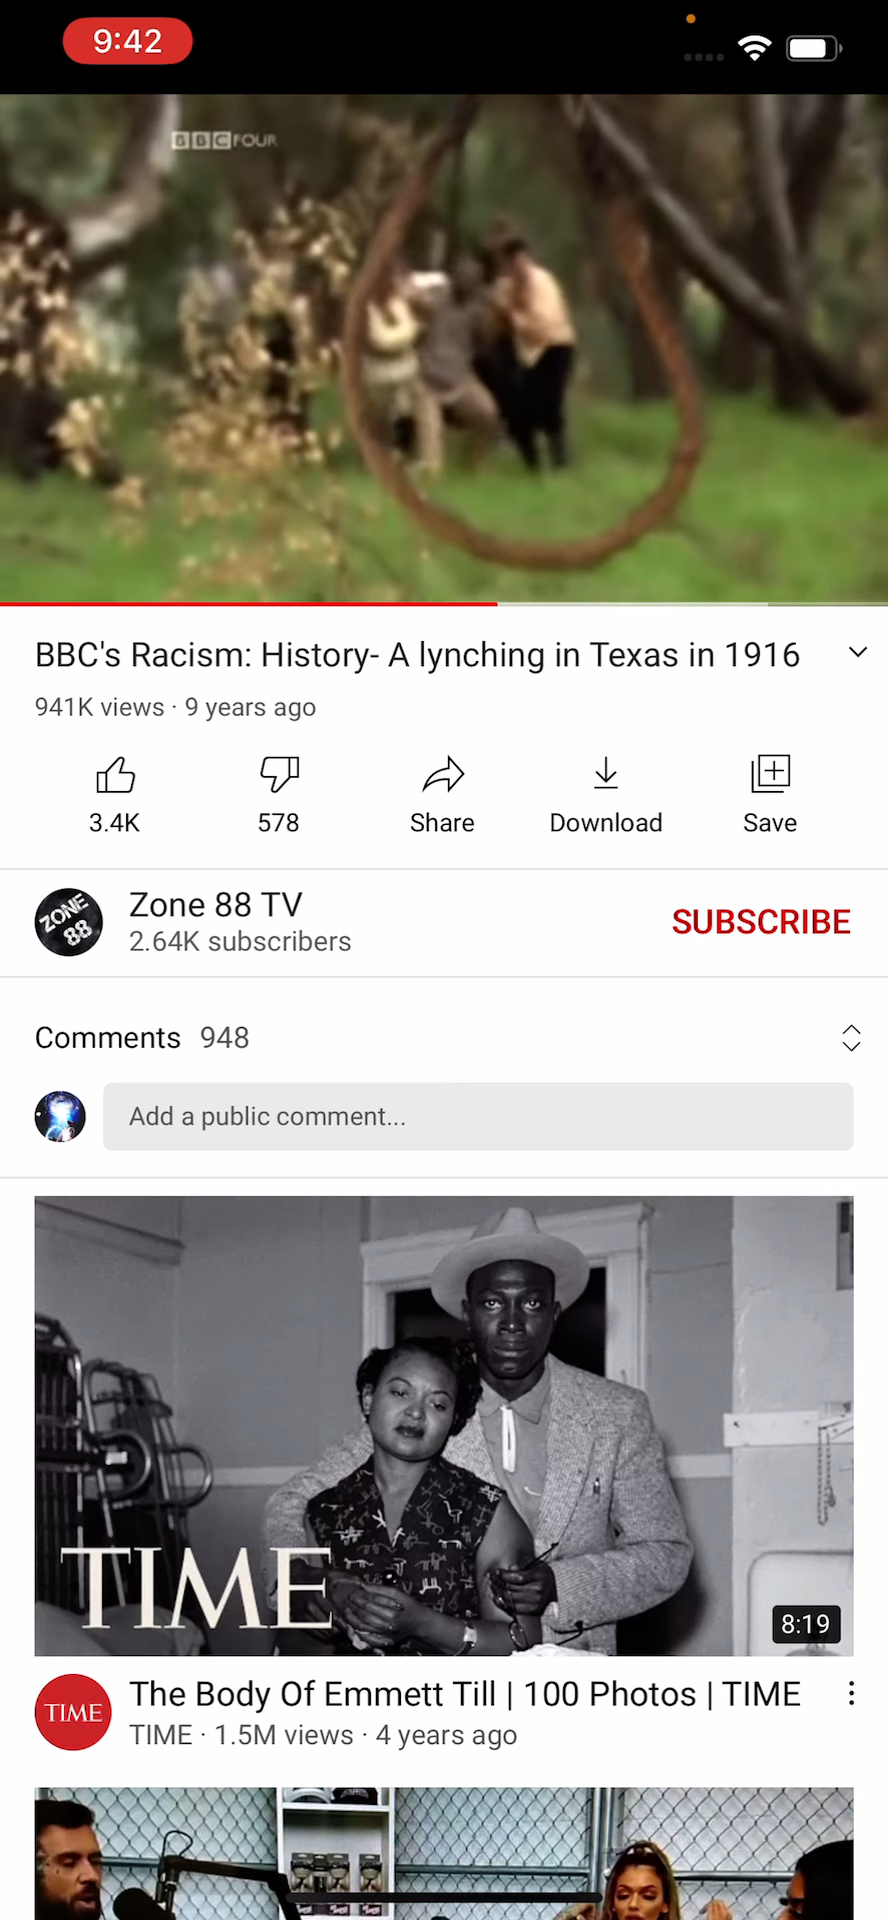 9:42
BBC FOUR
BBC's Racism: History- A lynching in Texas in 1916
941K views · 9 years ago
3.4K
578
Share
Download
Save
ZONE
88
Zone 88 TV
2.64K subscribers
SUBSCRIBE
Comments 948
Add a public comment...
TIME
8:19
TIME
The Body Of Emmett Till | 100 Photos | TIME
TIME · 1.5M views · 4 years ago